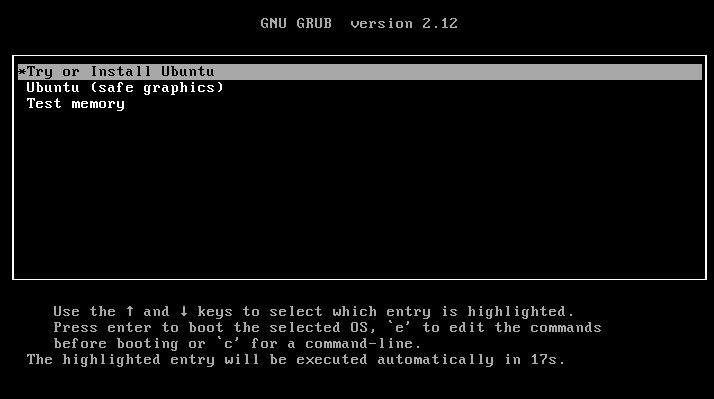 GNU GRUB  version 2.12
*Try or Install Ubuntu
Ubuntu (safe graphics)
Test memory
Use the ↑ and ↓ keys to select which entry is highlighted.
Press enter to boot the selected OS, `e' to edit the commands
before booting or `c' for a command-line.
The highlighted entry will be executed automatically in 17s.